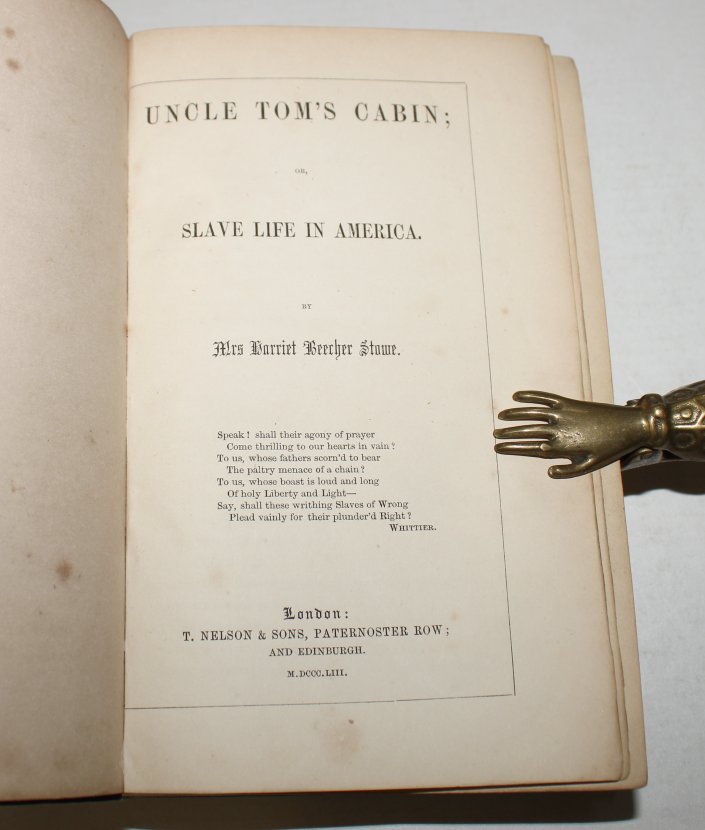 UNCLE TOM'S CABIN;
OR,
SLAVE LIFE IN AMERICA.
BY
Mrs Harriet Beecher Stowe.
Speak! shall their agony of prayer
Come thrilling to our hearts in vain?
To us, whose fathers scorn'd to bear
The paltry menace of a chain?
To us, whose boast is loud and long
Of holy Liberty and Light—
Say, shall these writhing Slaves of Wrong
Plead vainly for their plunder'd Right?
WHITTIER.
London:
T. NELSON & SONS, PATERNOSTER ROW;
AND EDINBURGH.
M.DCCC.LIII.